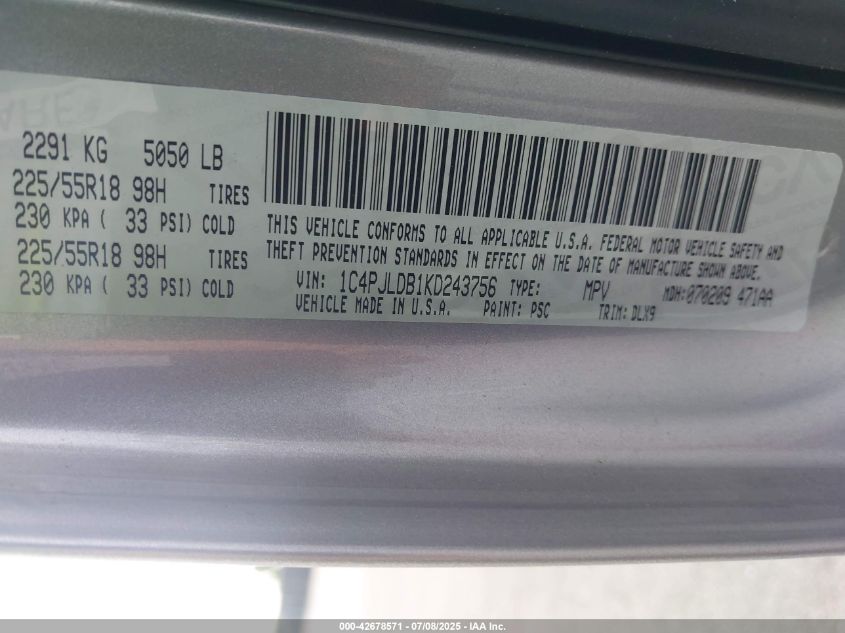 2291 KG 5050 LB
225/55R18 98H TIRES
230 KPA ( 33 PSI) COLD
225/55R18 98H TIRES
230 KPA ( 33 PSI) COLD
THIS VEHICLE CONFORMS TO ALL APPLICABLE U.S.A. FEDERAL MOTOR VEHICLE SAFETY AND
THEFT PREVENTION STANDARDS IN EFFECT ON THE DATE OF MANUFACTURE SHOWN ABOVE.
VIN: 1C4PJLDB1KD243756 TYPE: MPV MDH:070209 471AA
VEHICLE MADE IN U.S.A. PAINT: PSC TRIM: DLX9
000-42678571 - 07/08/2025 - IAA Inc.